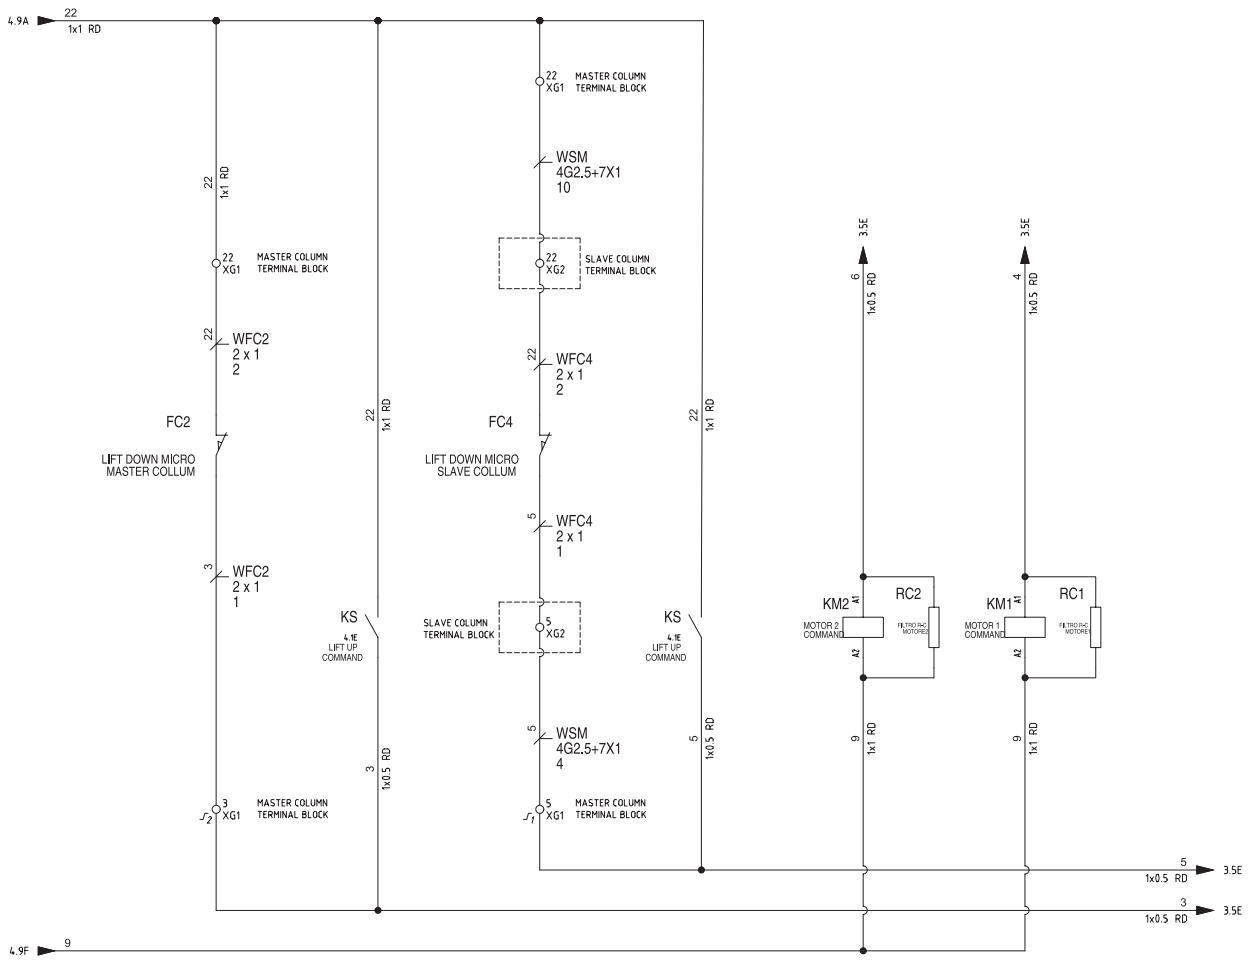 4.9A
22
1x1 RD
22
XG1
MASTER COLUMN
TERMINAL BLOCK
WSM
4G2.5+7X1
10
22
1x1 RD
22
XG1
MASTER COLUMN
TERMINAL BLOCK
22
XG2
SLAVE COLUMN
TERMINAL BLOCK
3.5E
3.5E
6
1x0.5 RD
4
1x0.5 RD
22
WFC2
2 x 1
2
22
WFC4
2 x 1
2
22
1x1 RD
22
1x1 RD
FC2
LIFT DOWN MICRO
MASTER COLLUM
FC4
LIFT DOWN MICRO
SLAVE COLLUM
5
WFC4
2 x 1
1
3
WFC2
2 x 1
1
KS
4.1E
LIFT UP
COMMAND
SLAVE COLUMN
TERMINAL BLOCK
5
XG2
KS
4.1E
LIFT UP
COMMAND
KM2
MOTOR 2
COMMAND
A1
A2
RC2
FILTRO R-C
MOTORE2
KM1
MOTOR 1
COMMAND
A1
A2
RC1
FILTRO R-C
MOTORE1
3
1x0.5 RD
5
WSM
4G2.5+7X1
4
5
1x0.5 RD
9
1x1 RD
9
1x1 RD
2
3
XG1
MASTER COLUMN
TERMINAL BLOCK
1
5
XG1
MASTER COLUMN
TERMINAL BLOCK
5
1x0.5 RD
3.5E
3
1x0.5 RD
3.5E
4.9F
9